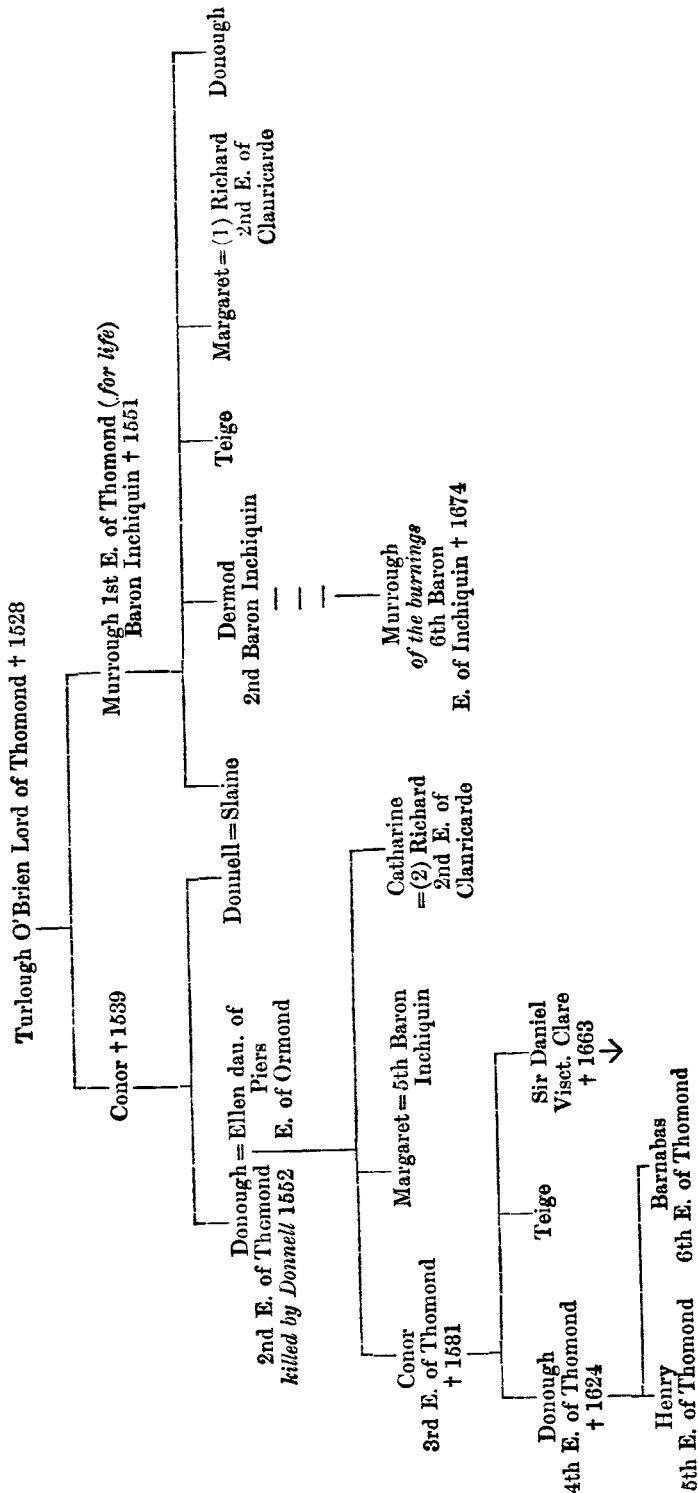 Turlough O'Brien Lord of Thomond † 1528
Conor †1539
Murrough 1st E. of Thomond (for life)
Baron Inchiquin † 1551
Donough = Ellen dau. of
Piers
E. of Ormond
2nd E. of Thomond
killed by Donnell 1552
Donnell = Slaine
Dermod
2nd Baron Inchiquin
Teige
Margaret = (1) Richard
2nd E. of
Clanricarde
Donough
Conor
3rd E. of Thomond
† 1581
Margaret = 5th Baron
Inchiquin
Catharine
=(2) Richard
2nd E. of
Clanricarde
Murrough
of the burnings
6th Baron
E. of Inchiquin † 1674
Donough
4th E. of Thomond
† 1624
Teige
Sir Daniel
Visct. Clare
† 1663
Henry
5th E. of Thomond
Barnabas
6th E. of Thomond